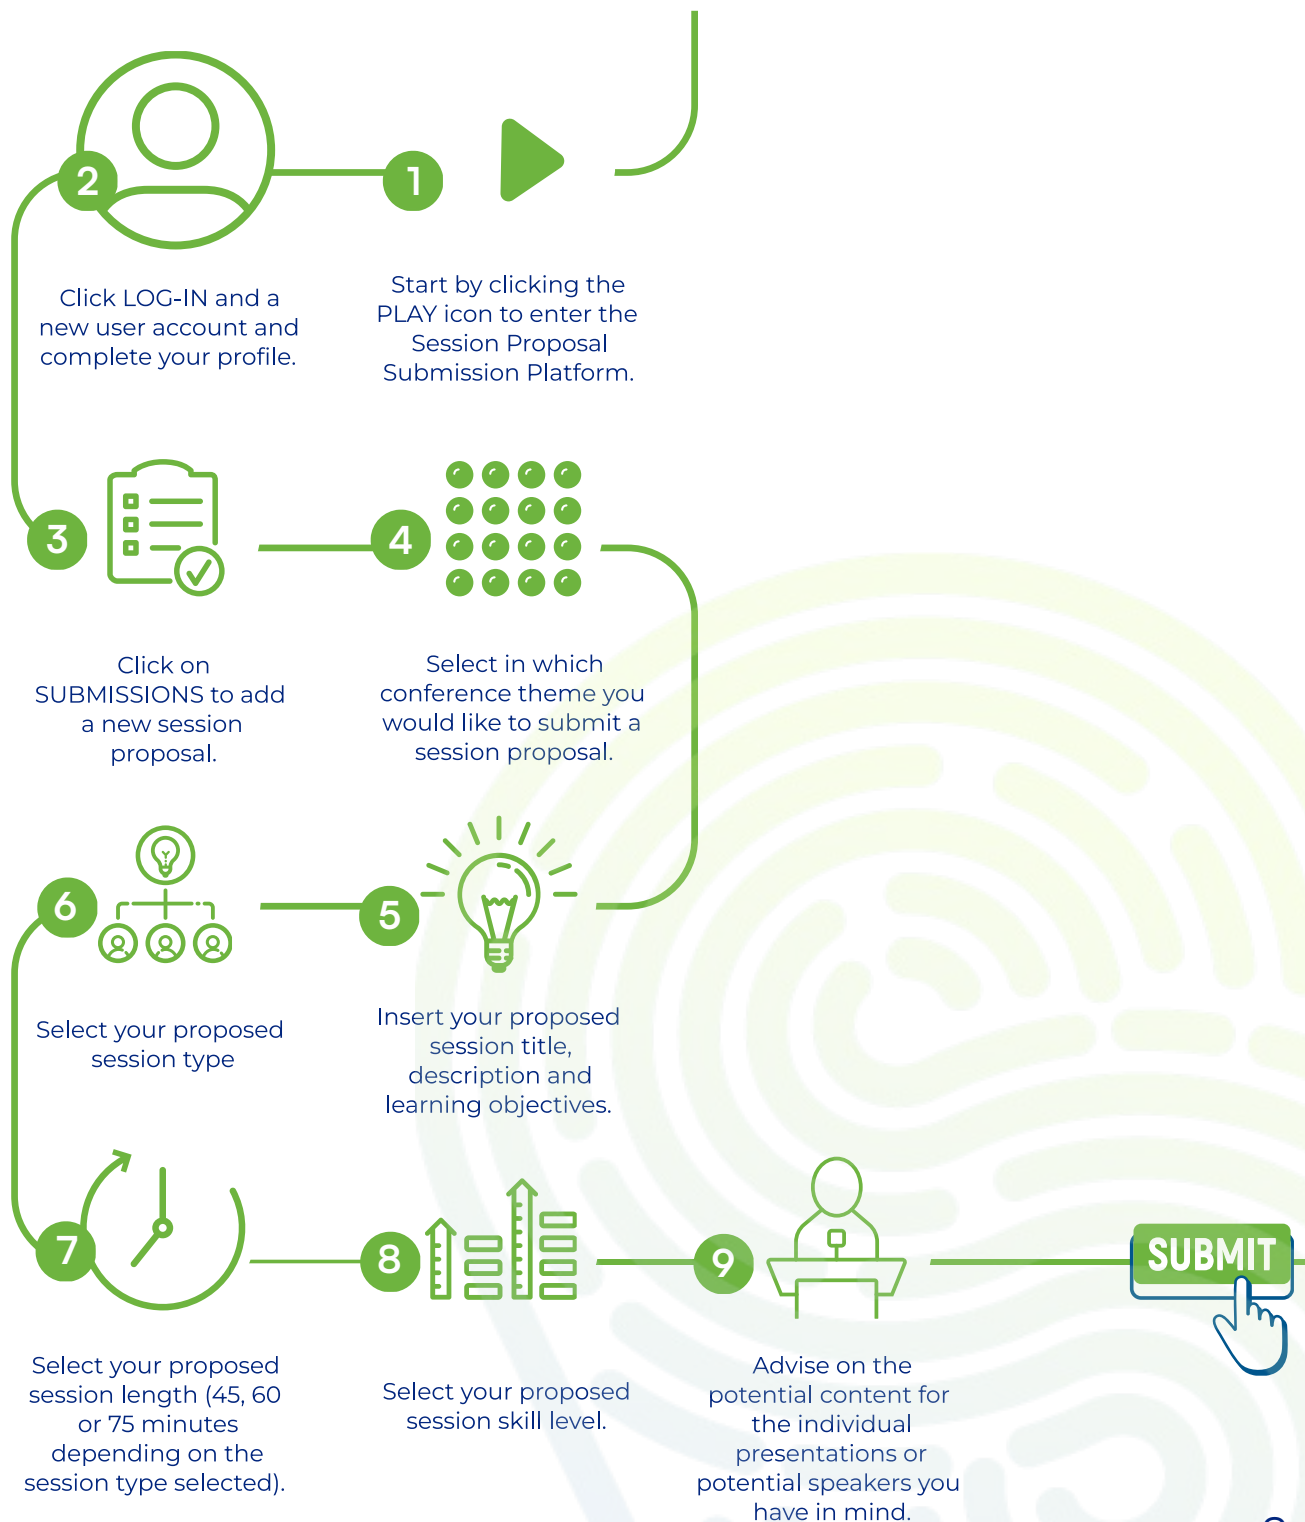 1
Start by clicking the
PLAY icon to enter the
Session Proposal
Submission Platform.
2
Click LOG-IN and a
new user account and
complete your profile.
3
Click on
SUBMISSIONS to add
a new session
proposal.
4
Select in which
conference theme you
would like to submit a
session proposal.
5
Insert your proposed
session title,
description and
learning objectives.
6
Select your proposed
session type
7
Select your proposed
session length (45, 60
or 75 minutes
depending on the
session type selected).
8
Select your proposed
session skill level.
9
Advise on the
potential content for
the individual
presentations or
potential speakers you
have in mind.
SUBMIT